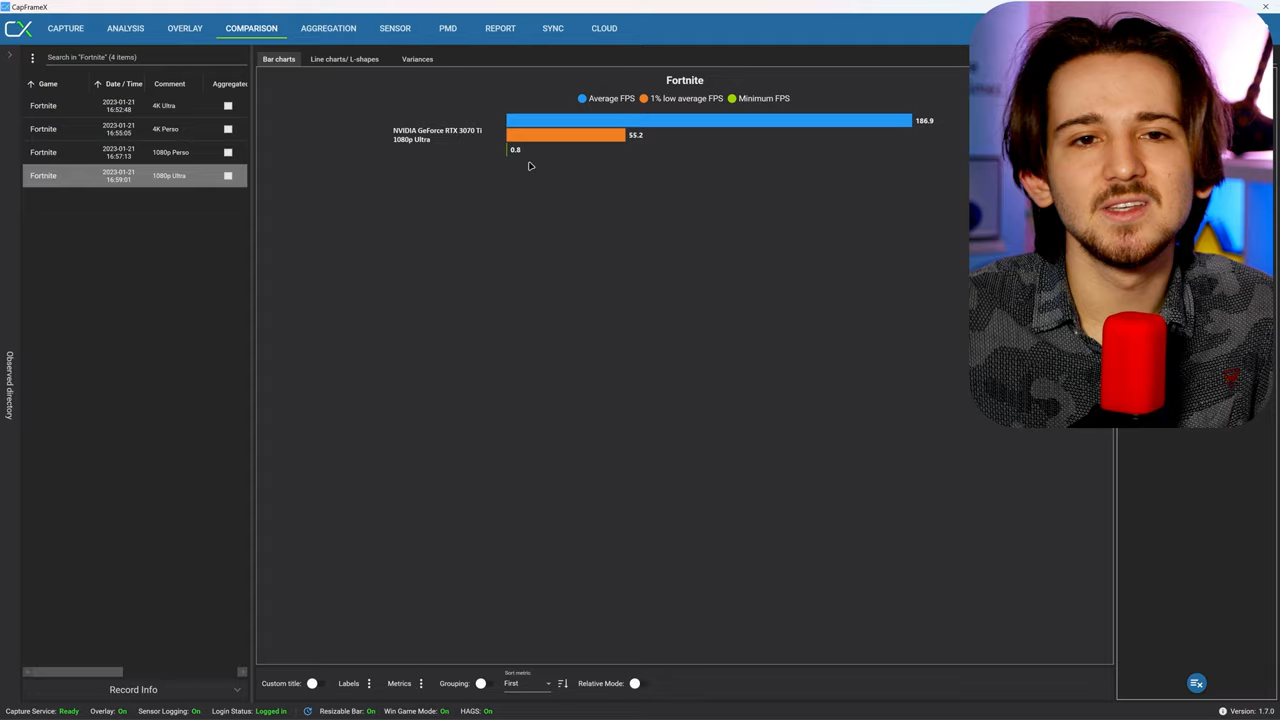 CapFrameX
CX
CAPTURE
ANALYSIS
OVERLAY
COMPARISON
AGGREGATION
SENSOR
PMD
REPORT
SYNC
CLOUD
Search in "Fortnite" (4 items)
Game
Date / Time
Comment
Aggregated
Fortnite
2023-01-21
16:52:48
4K Ultra
Fortnite
2023-01-21
16:55:05
4K Perso
Fortnite
2023-01-21
16:57:13
1080p Perso
Fortnite
2023-01-21
16:59:01
1080p Ultra
Observed directory
Record Info
Bar charts
Line charts/ L-shapes
Variances
Fortnite
Average FPS
1% low average FPS
Minimum FPS
NVIDIA GeForce RTX 3070 Ti
1080p Ultra
186.9
55.2
0.8
Custom title:
Labels
Metrics
Grouping:
Sort metric
First
Relative Mode:
Capture Service: Ready
Overlay: On
Sensor Logging: On
Login Status: Logged in
Resizable Bar: On
Win Game Mode: On
HAGS: On
Version: 1.7.0